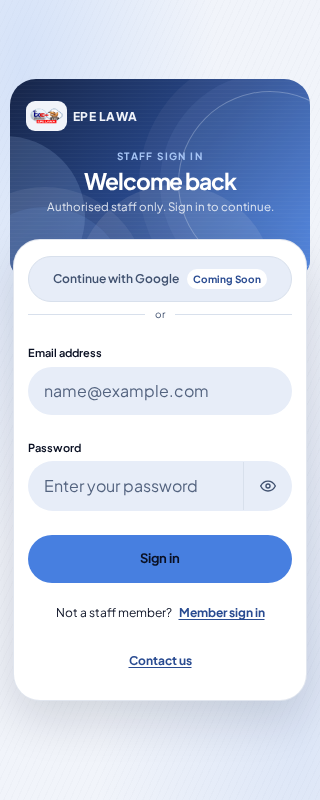 EPE LAWA
STAFF SIGN IN
Welcome back
Authorised staff only. Sign in to continue.
Continue with Google Coming Soon
or
Email address
name@example.com
Password
Enter your password
Sign in
Not a staff member? Member sign in
Contact us